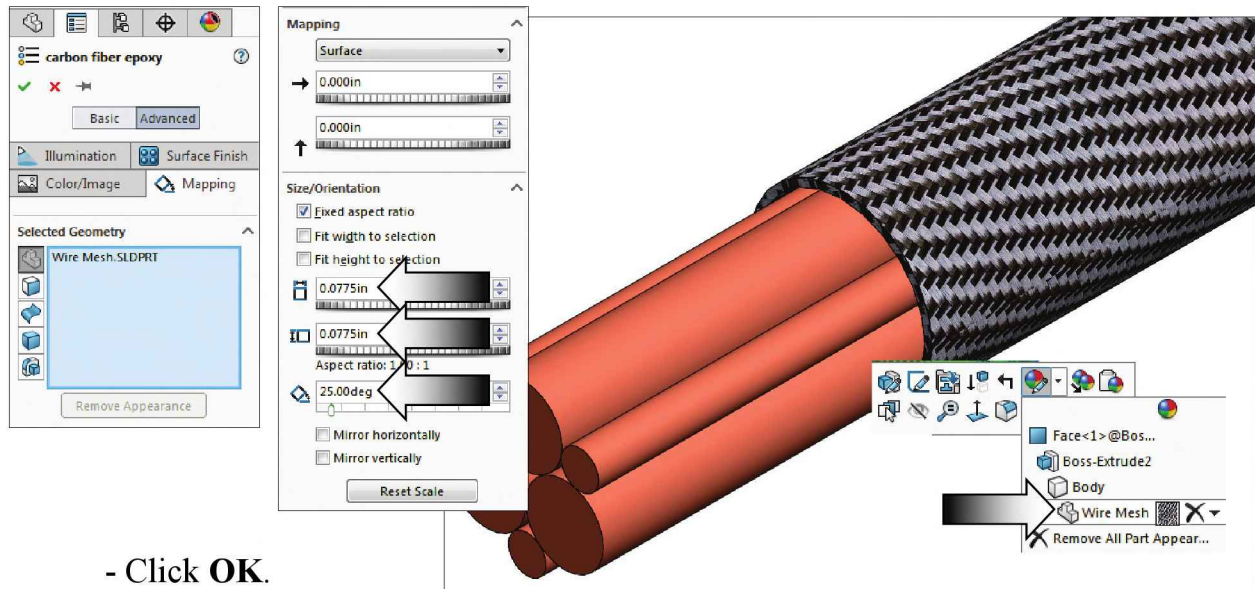 carbon fiber epoxy
Basic
Advanced
Illumination
Surface Finish
Color/Image
Mapping
Selected Geometry
Wire Mesh.SLDPRT
Remove Appearance
Mapping
Surface
0.000in
0.000in
Size/Orientation
Fixed aspect ratio
Fit width to selection
Fit height to selection
0.0775in
0.0775in
Aspect ratio: 1 0 : 1
25.00deg
Mirror horizontally
Mirror vertically
Reset Scale
Face<1>@Bos...
Boss-Extrude2
Body
Wire Mesh
Remove All Part Appear...
- Click OK.